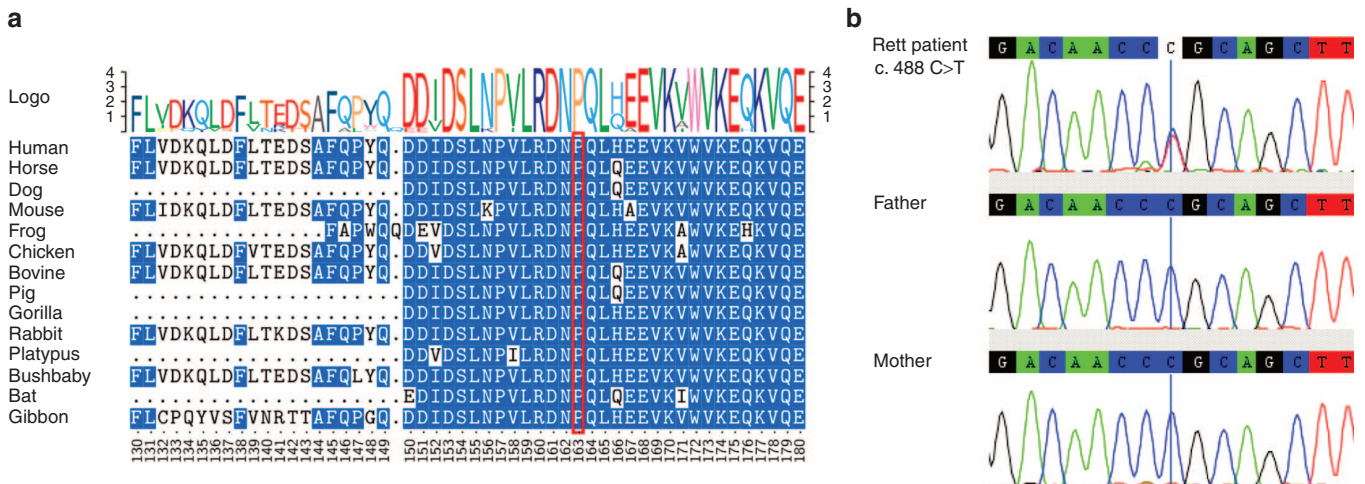 a
Logo
4
3
2
1
FLVDKQLDFLTEDSAFQPYQ DDIDSLNPVLRDNPQLHEEVKVWVKEQKVQE
4
3
2
1
Human FLVDKQLDFLTEDSAFQPYQ.DDIDSLNPVLRDNPQLHEEVKVWVKEQKVQE
Horse FLVDKQLDFLTEDSAFQPYQ.DDIDSLNPVLRDNPQLQEEVKVWVKEQKVQE
Dog .....................DDIDSLNPVLRDNPQLQEEVKVWVKEQKVQE
Mouse FLIDKQLDFLTEDSAFQPYQ.DDIDSLKPVLRDNPQLHAEVKVWVKEQKVQE
Frog ...............FAPWQQDEVDSLNPVLRDNPQLHEEVKAWVKEHKVQE
Chicken FLVDKQLDFVTEDSAFQPYQ.DDVDSLNPVLRDNPQLHEEVKAWVKEQKVQE
Bovine FLVDKQLDFLTEDSAFQPYQ.DDIDSLNPVLRDNPQLQEEVKVWVKEQKVQE
Pig .....................DDIDSLNPVLRDNPQLQEEVKVWVKEQKVQE
Gorilla .....................DDIDSLNPVLRDNPQLHEEVKVWVKEQKVQE
Rabbit FLVDKQLDFLTKDSAFQPYQ.DDIDSLNPVLRDNPQLHEEVKVWVKEQKVQE
Platypus .....................DDVDSLNPILRDNPQLHEEVKVWVKEQKVQE
Bushbaby FLVDKQLDFLTEDSAFQLYQ.DDIDSLNPVLRDNPQLHEEVKVWVKEQKVQE
Bat .....................EDIDSLNPVLRDNPQLQEEVKIWVKEQKVQE
Gibbon FLCPQYVSFVNRTTAFQPGQ.DDIDSLNPVLRDNPQLHEEVKVWVKEQKVQE
130 131 132 133 134 135 136 137 138 139 140 141 142 143 144 145 146 147 148 149 150 151 152 153 154 155 156 157 158 159 160 161 162 163 164 165 166 167 168 169 170 171 172 173 174 175 176 177 178 179 180
b
Rett patient
c. 488 C>T
G A C A A C C C G C A G C T T
Father
G A C A A C C C G C A G C T T
Mother
G A C A A C C C G C A G C T T